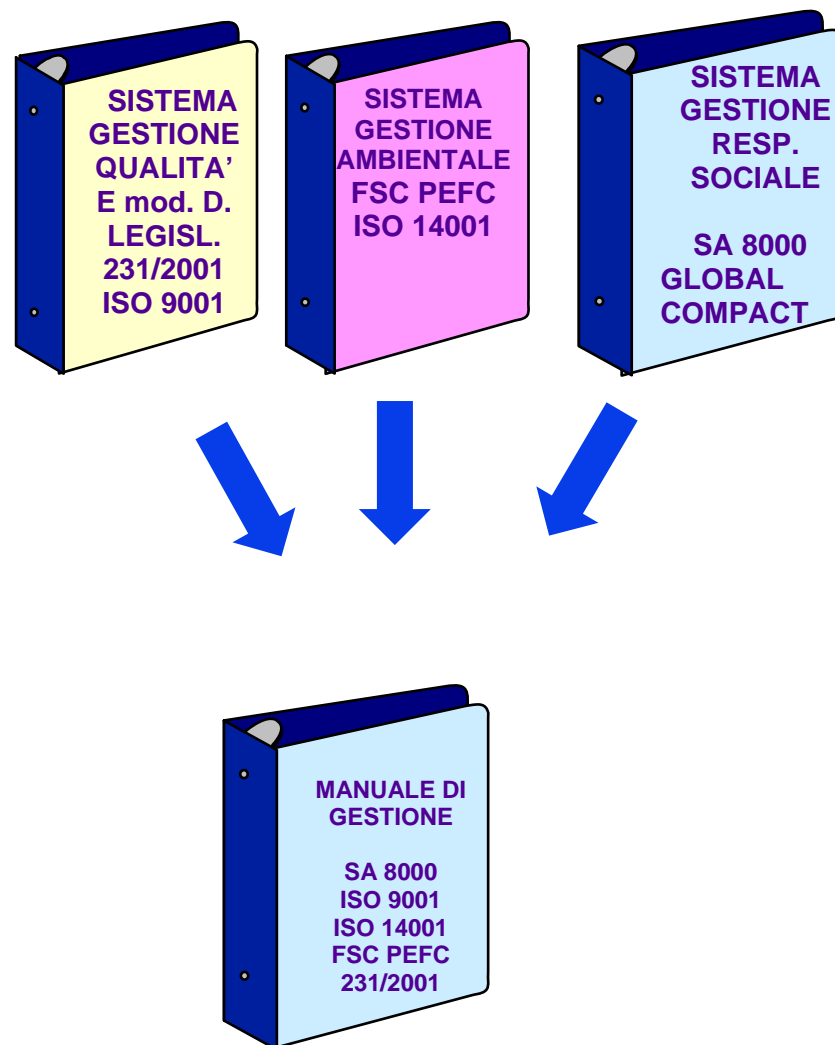 SISTEMA
GESTIONE
QUALITA’
E mod. D.
LEGISL.
231/2001
ISO 9001
SISTEMA
GESTIONE
AMBIENTALE
FSC PEFC
ISO 14001
SISTEMA
GESTIONE
RESP.
SOCIALE
SA 8000
GLOBAL
COMPACT
MANUALE DI
GESTIONE
SA 8000
ISO 9001
ISO 14001
FSC PEFC
231/2001